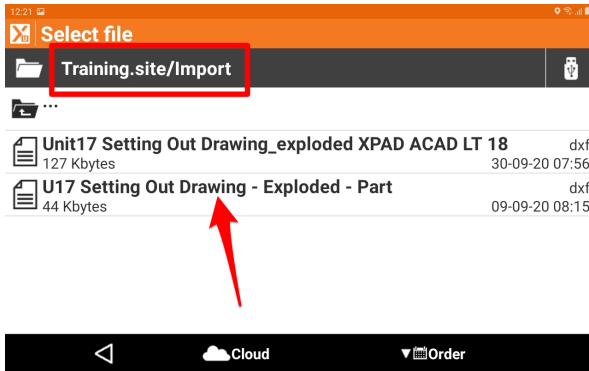 12:21
Select file
Training.site/Import
...
Unit17 Setting Out Drawing_exploded XPAD ACAD LT 18 dxf
127 Kbytes 30-09-20 07:56
U17 Setting Out Drawing - Exploded - Part dxf
44 Kbytes 09-09-20 08:15
Cloud
Order